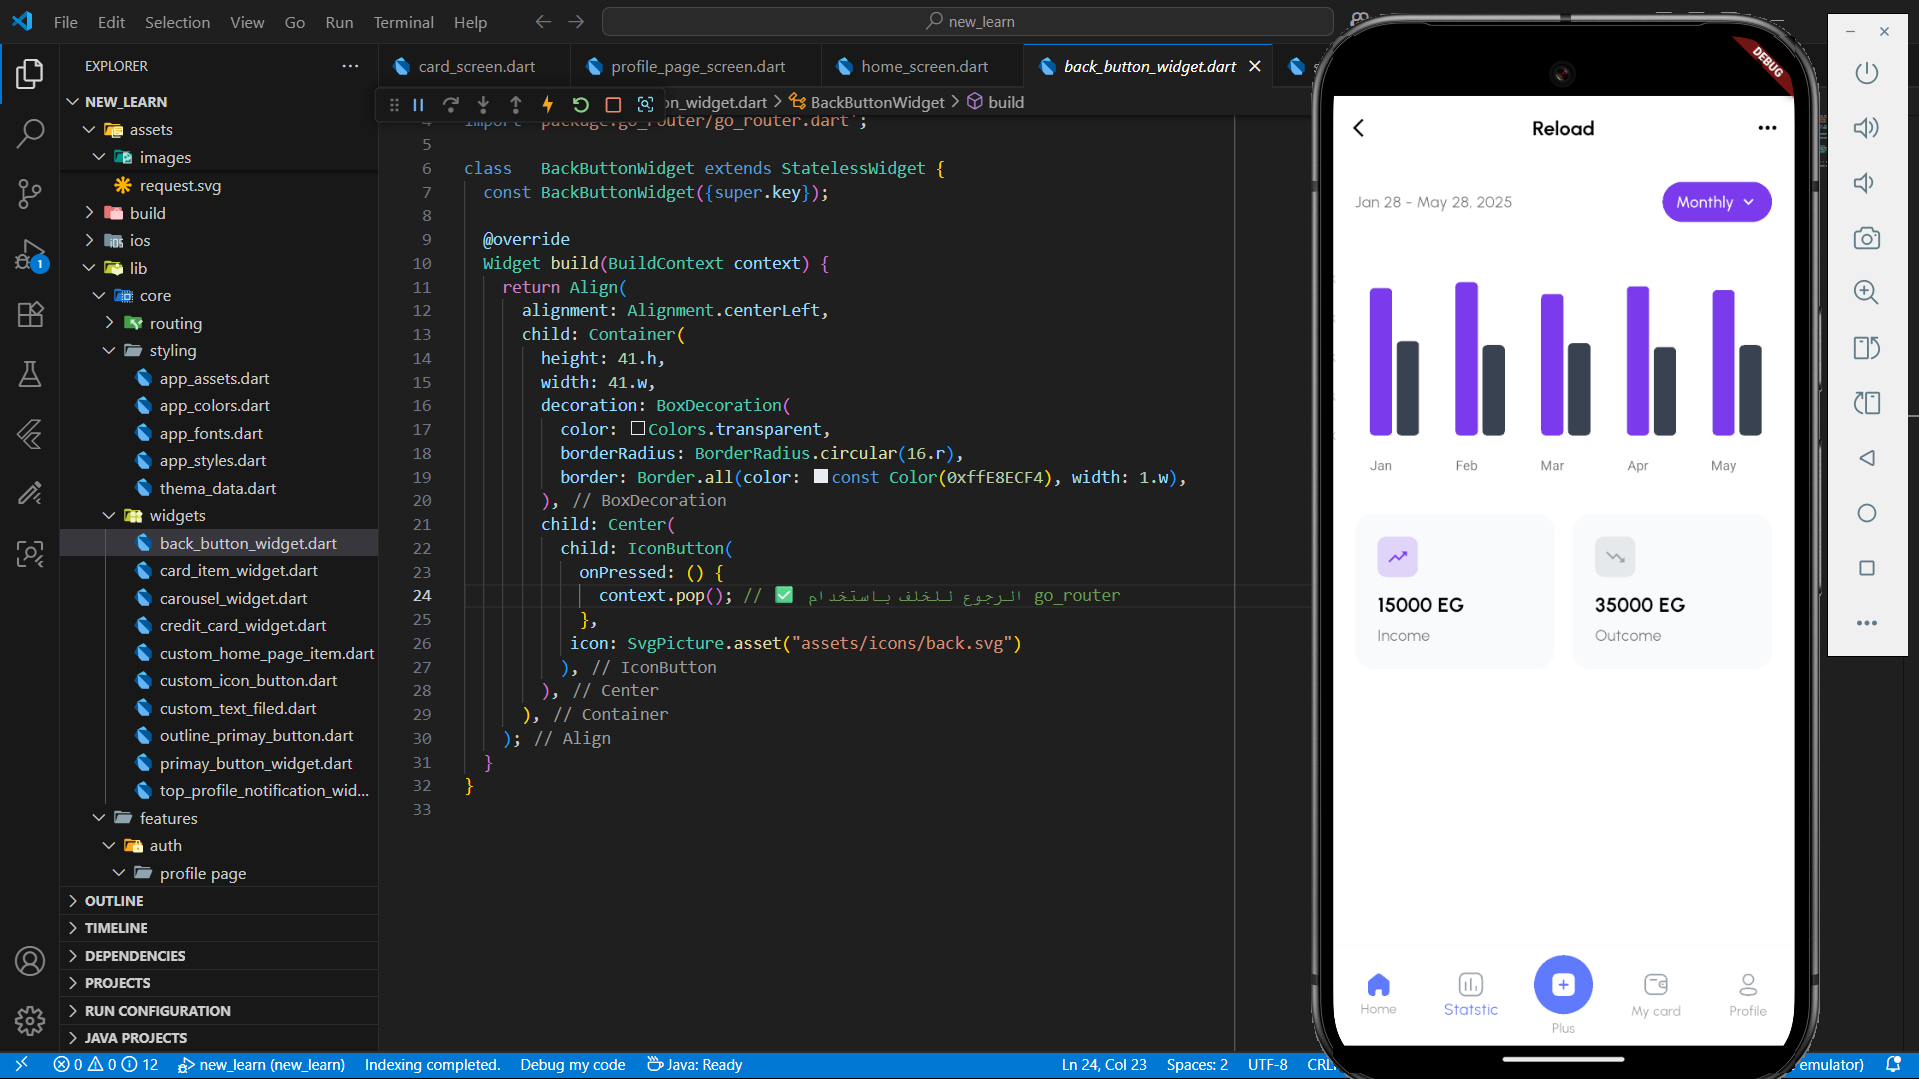 File Edit Selection View Go Run Terminal Help
new_learn
EXPLORER
NEW_LEARN
assets
images
request.svg
build
ios
lib
core
routing
styling
app_assets.dart
app_colors.dart
app_fonts.dart
app_styles.dart
thema_data.dart
widgets
back_button_widget.dart
card_item_widget.dart
carousel_widget.dart
credit_card_widget.dart
custom_home_page_item.dart
custom_icon_button.dart
custom_text_filed.dart
outline_primay_button.dart
primay_button_widget.dart
top_profile_notification_wid...
features
auth
profile page
OUTLINE
TIMELINE
DEPENDENCIES
PROJECTS
RUN CONFIGURATION
JAVA PROJECTS
card_screen.dart
profile_page_screen.dart
home_screen.dart
back_button_widget.dart
on_widget.dart > BackButtonWidget > build
import 'package:go_router/go_router.dart';
5
6 class BackButtonWidget extends StatelessWidget {
7 const BackButtonWidget({super.key});
8
9 @override
10 Widget build(BuildContext context) {
11 return Align(
12 alignment: Alignment.centerLeft,
13 child: Container(
14 height: 41.h,
15 width: 41.w,
16 decoration: BoxDecoration(
17 color: Colors.transparent,
18 borderRadius: BorderRadius.circular(16.r),
19 border: Border.all(color: const Color(0xffE8ECF4), width: 1.w),
20 ), // BoxDecoration
21 child: Center(
22 child: IconButton(
23 onPressed: () {
24 context.pop(); // ✅ الرجوع للخلف باستخدام go_router
25 },
26 icon: SvgPicture.asset("assets/icons/back.svg")
27 ), // IconButton
28 ), // Center
29 ), // Container
30 ); // Align
31 }
32 }
33
DEBUG
Reload
Jan 28 - May 28, 2025
Monthly
Jan Feb Mar Apr May
15000 EG
Income
35000 EG
Outcome
Home
Statstic
Plus
My card
Profile
0 0 12 new_learn (new_learn) Indexing completed. Debug my code Java: Ready
Ln 24, Col 23 Spaces: 2 UTF-8
emulator)
1